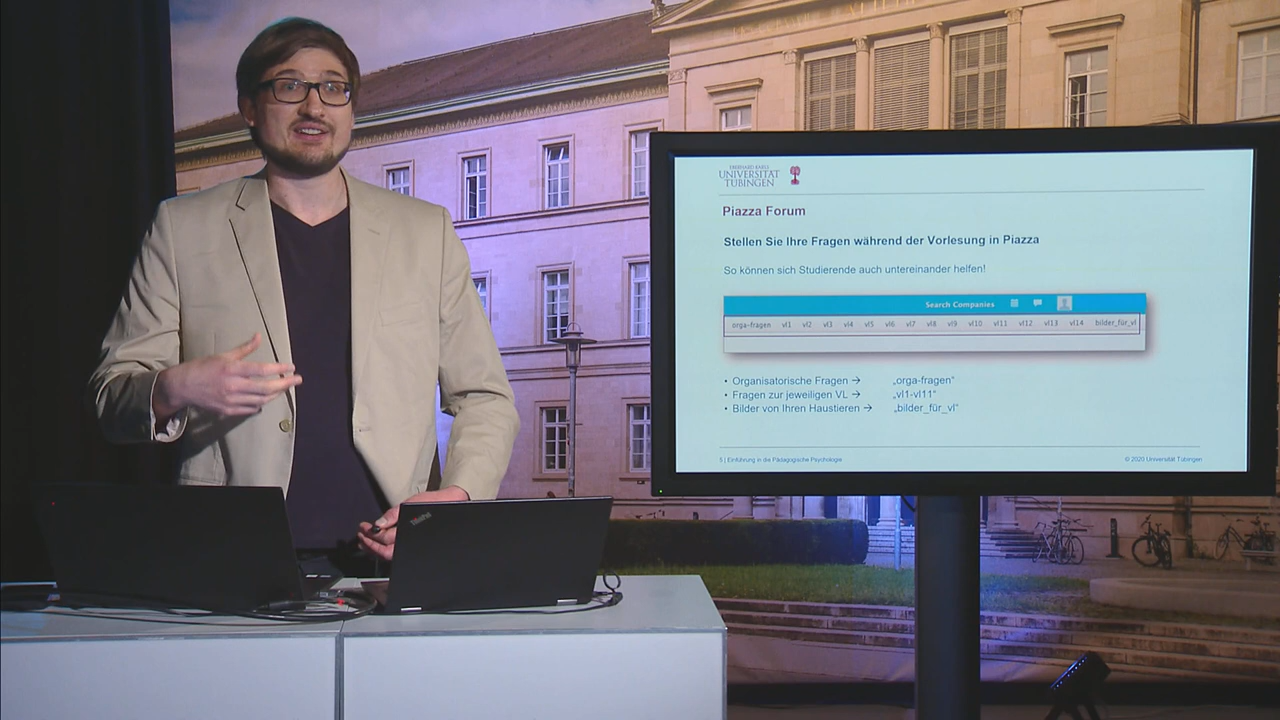 EBERHARD KARLS
UNIVERSITÄT
TÜBINGEN
Piazza Forum
Stellen Sie Ihre Fragen während der Vorlesung in Piazza
So können sich Studierende auch untereinander helfen!
Search Companies
orga-fragen vl1 vl2 vl3 vl4 vl5 vl6 vl7 vl8 vl9 vl10 vl11 vl12 vl13 vl14 bilder_für_vl
• Organisatorische Fragen → „orga-fragen“
• Fragen zur jeweiligen VL → „vl1-vl11“
• Bilder von Ihren Haustieren → „bilder_für_vl“
5 | Einführung in die Pädagogische Psychologie © 2020 Universität Tübingen
ThinkPad